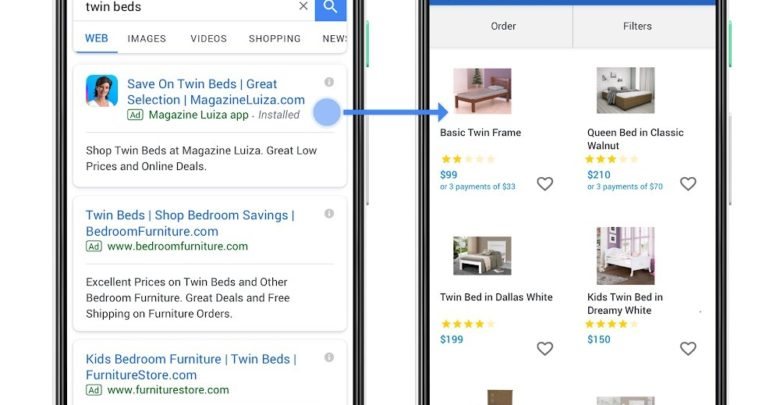 twin beds
WEB IMAGES VIDEOS SHOPPING NEWS
Save On Twin Beds | Great
Selection | MagazineLuiza.com
Ad Magazine Luiza app - Installed
Shop Twin Beds at Magazine Luiza. Great Low
Prices and Online Deals.
Twin Beds | Shop Bedroom Savings |
BedroomFurniture.com
Ad www.bedroomfurniture.com
Excellent Prices on Twin Beds and Other
Bedroom Furniture. Great Deals and Free
Shipping on Furniture Orders.
Kids Bedroom Furniture | Twin Beds |
FurnitureStore.com
Ad www.furniturestore.com
Order Filters
Basic Twin Frame
$99
or 3 payments of $33
Queen Bed in Classic
Walnut
$210
or 3 payments of $70
Twin Bed in Dallas White
$199
Kids Twin Bed in
Dreamy White
$150